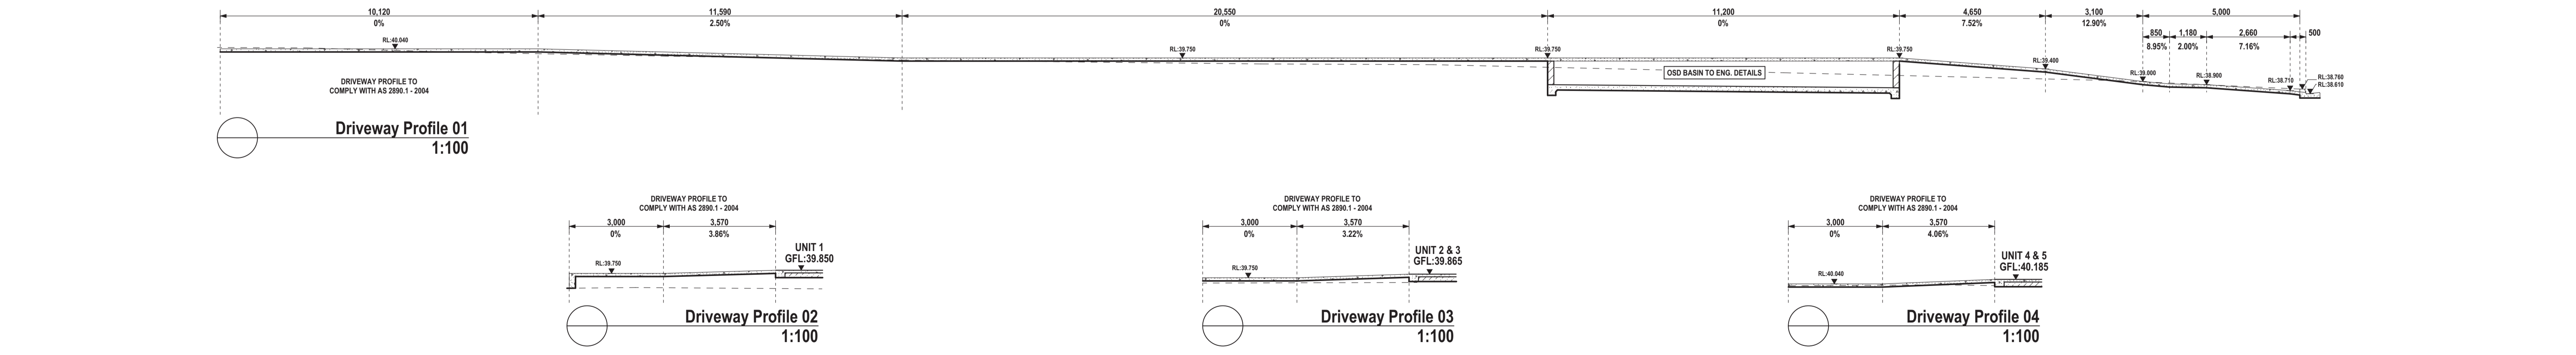 10,120 11,590 20,550 11,200 4,650 3,100 5,000
0% 2.50% 0% 0% 7.52% 12.90%
850 1,180 2,660 500
8.95% 2.00% 7.16%
RL:40.040
RL:39.750
RL:39.750
RL:39.750
RL:39.400
RL:39.000
RL:38.900
RL:38.710
RL:38.760
RL:38.610
OSD BASIN TO ENG. DETAILS
DRIVEWAY PROFILE TO
COMPLY WITH AS 2890.1 - 2004
Driveway Profile 01
1:100
DRIVEWAY PROFILE TO
COMPLY WITH AS 2890.1 - 2004
3,000 3,570
0% 3.86%
UNIT 1
GFL:39.850
RL:39.750
Driveway Profile 02
1:100
DRIVEWAY PROFILE TO
COMPLY WITH AS 2890.1 - 2004
3,000 3,570
0% 3.22%
UNIT 2 & 3
GFL:39.865
RL:39.750
Driveway Profile 03
1:100
DRIVEWAY PROFILE TO
COMPLY WITH AS 2890.1 - 2004
3,000 3,570
0% 4.06%
UNIT 4 & 5
GFL:40.185
RL:40.040
Driveway Profile 04
1:100